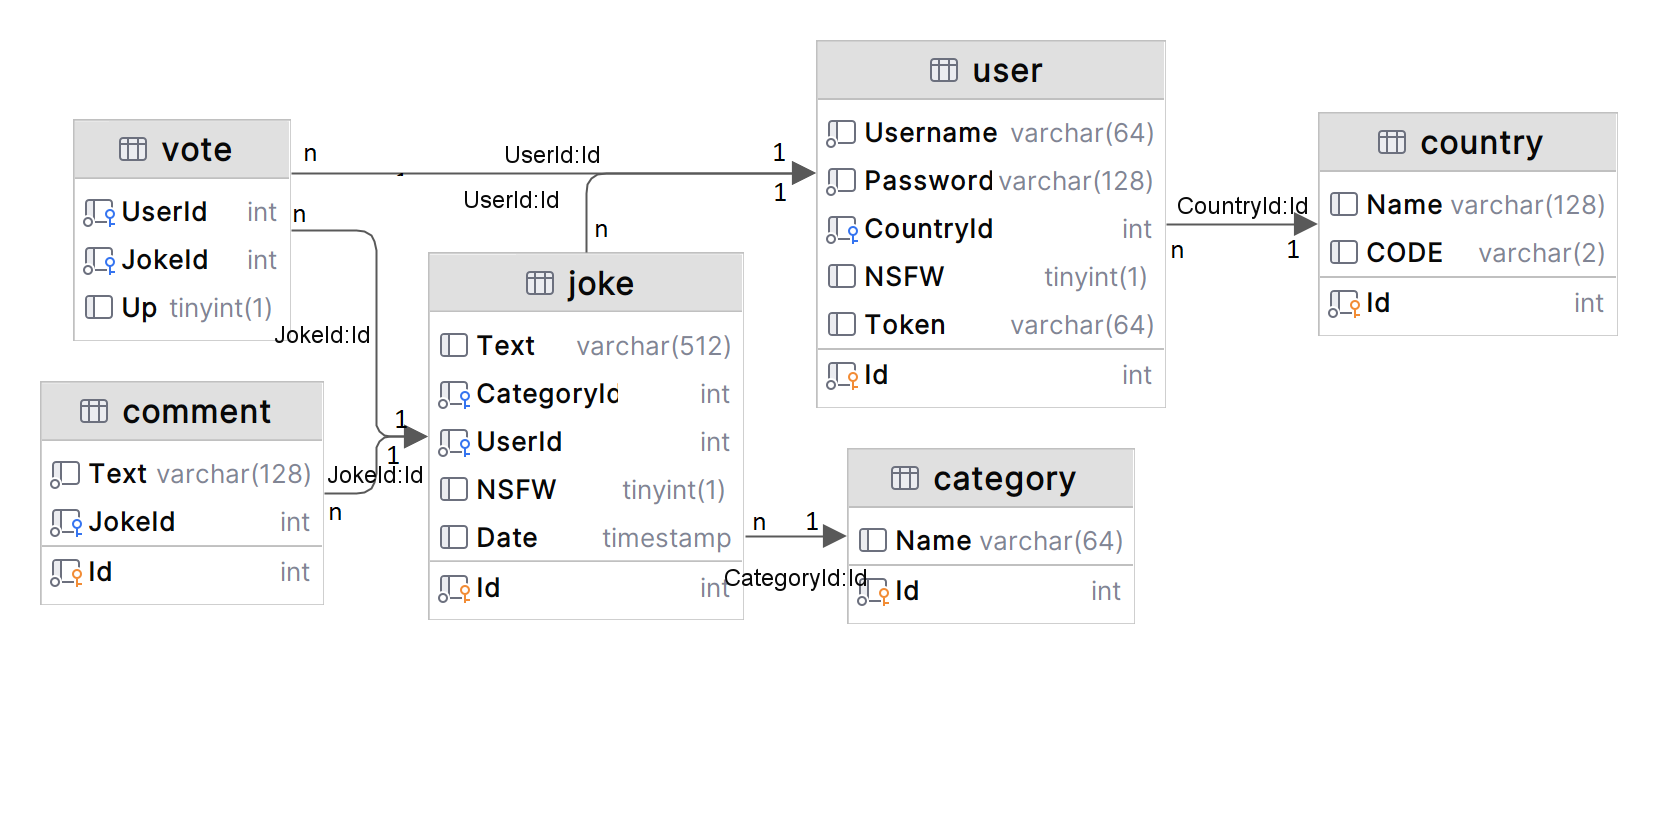 vote
UserId int
JokeId int
Up tinyint(1)
n
n
UserId:Id
1
1
UserId:Id
n
JokeId:Id
1
1
JokeId:Id
n
comment
Text varchar(128)
JokeId int
Id int
joke
Text varchar(512)
CategoryId int
UserId int
NSFW tinyint(1)
Date timestamp
Id int
user
Username varchar(64)
Password varchar(128)
CountryId int
NSFW tinyint(1)
Token varchar(64)
Id int
CountryId:Id
n
1
country
Name varchar(128)
CODE varchar(2)
Id int
n
1
CategoryId:Id
category
Name varchar(64)
Id int